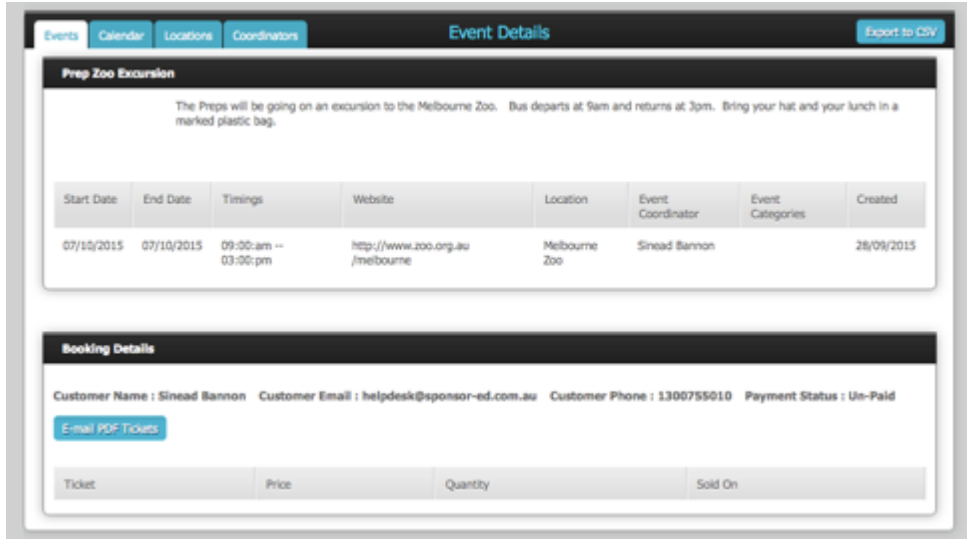 Events Calendar Locations Coordinators Event Details Export to CSV
Prep Zoo Excursion
The Preps will be going on an excursion to the Melbourne Zoo. Bus departs at 9am and returns at 3pm. Bring your hat and your lunch in a
marked plastic bag.
Start Date End Date Timings Website Location Event Coordinator Event Categories Created
07/10/2015 07/10/2015 09:00:am -- 03:00:pm http://www.zoo.org.au /melbourne Melbourne Zoo Sinead Bannon 28/09/2015
Booking Details
Customer Name : Sinead Bannon Customer Email : helpdesk@sponsor-ed.com.au Customer Phone : 1300755010 Payment Status : Un-Paid
E-mail PDF Tickets
Ticket Price Quantity Sold On